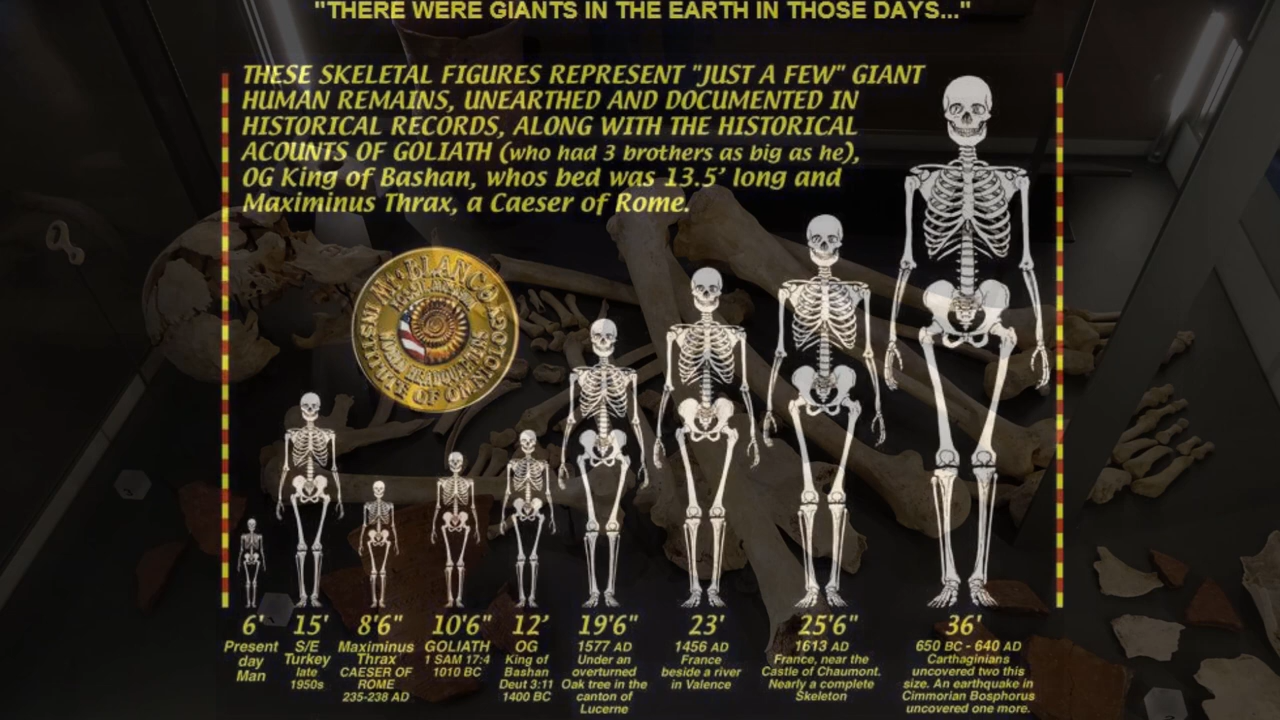 "THERE WERE GIANTS IN THE EARTH IN THOSE DAYS..."
THESE SKELETAL FIGURES REPRESENT "JUST A FEW" GIANT
HUMAN REMAINS, UNEARTHED AND DOCUMENTED IN
HISTORICAL RECORDS, ALONG WITH THE HISTORICAL
ACOUNTS OF GOLIATH (who had 3 brothers as big as he),
OG King of Bashan, whos bed was 13.5' long and
Maximinus Thrax, a Caeser of Rome.
Mt. BLANCO
INSTITUTE OF OMNIOLOGY
WORLD HEADQUARTERS
6'
Present
day
Man
15'
S/E
Turkey
late
1950s
8'6"
Maximinus
Thrax
CAESER OF
ROME
235-238 AD
10'6"
GOLIATH
1 SAM 17:4
1010 BC
12'
OG
King of
Bashan
Deut 3:11
1400 BC
19'6"
1577 AD
Under an
overturned
Oak tree in the
canton of
Lucerne
23'
1456 AD
France
beside a river
in Valence
25'6"
1613 AD
France, near the
Castle of Chaumont.
Nearly a complete
Skeleton
36'
650 BC - 640 AD
Carthaginians
uncovered two this
size. An earthquake in
Cimmorian Bosphorus
uncovered one more.